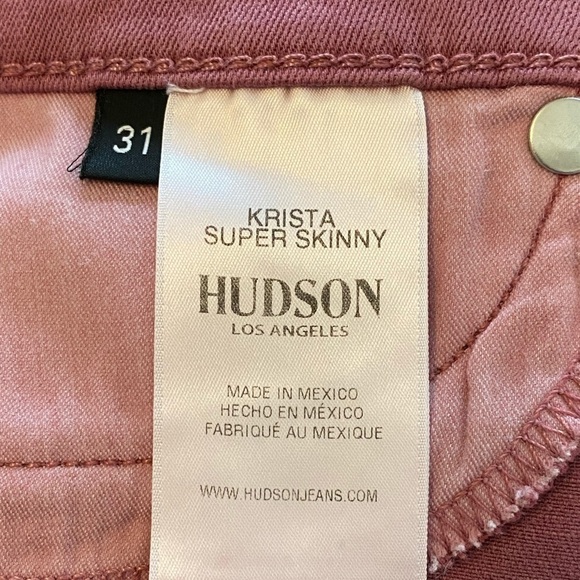 31
KRISTA
SUPER SKINNY
HUDSON
LOS ANGELES
MADE IN MEXICO
HECHO EN MÉXICO
FABRIQUÉ AU MEXIQUE
WWW.HUDSONJEANS.COM